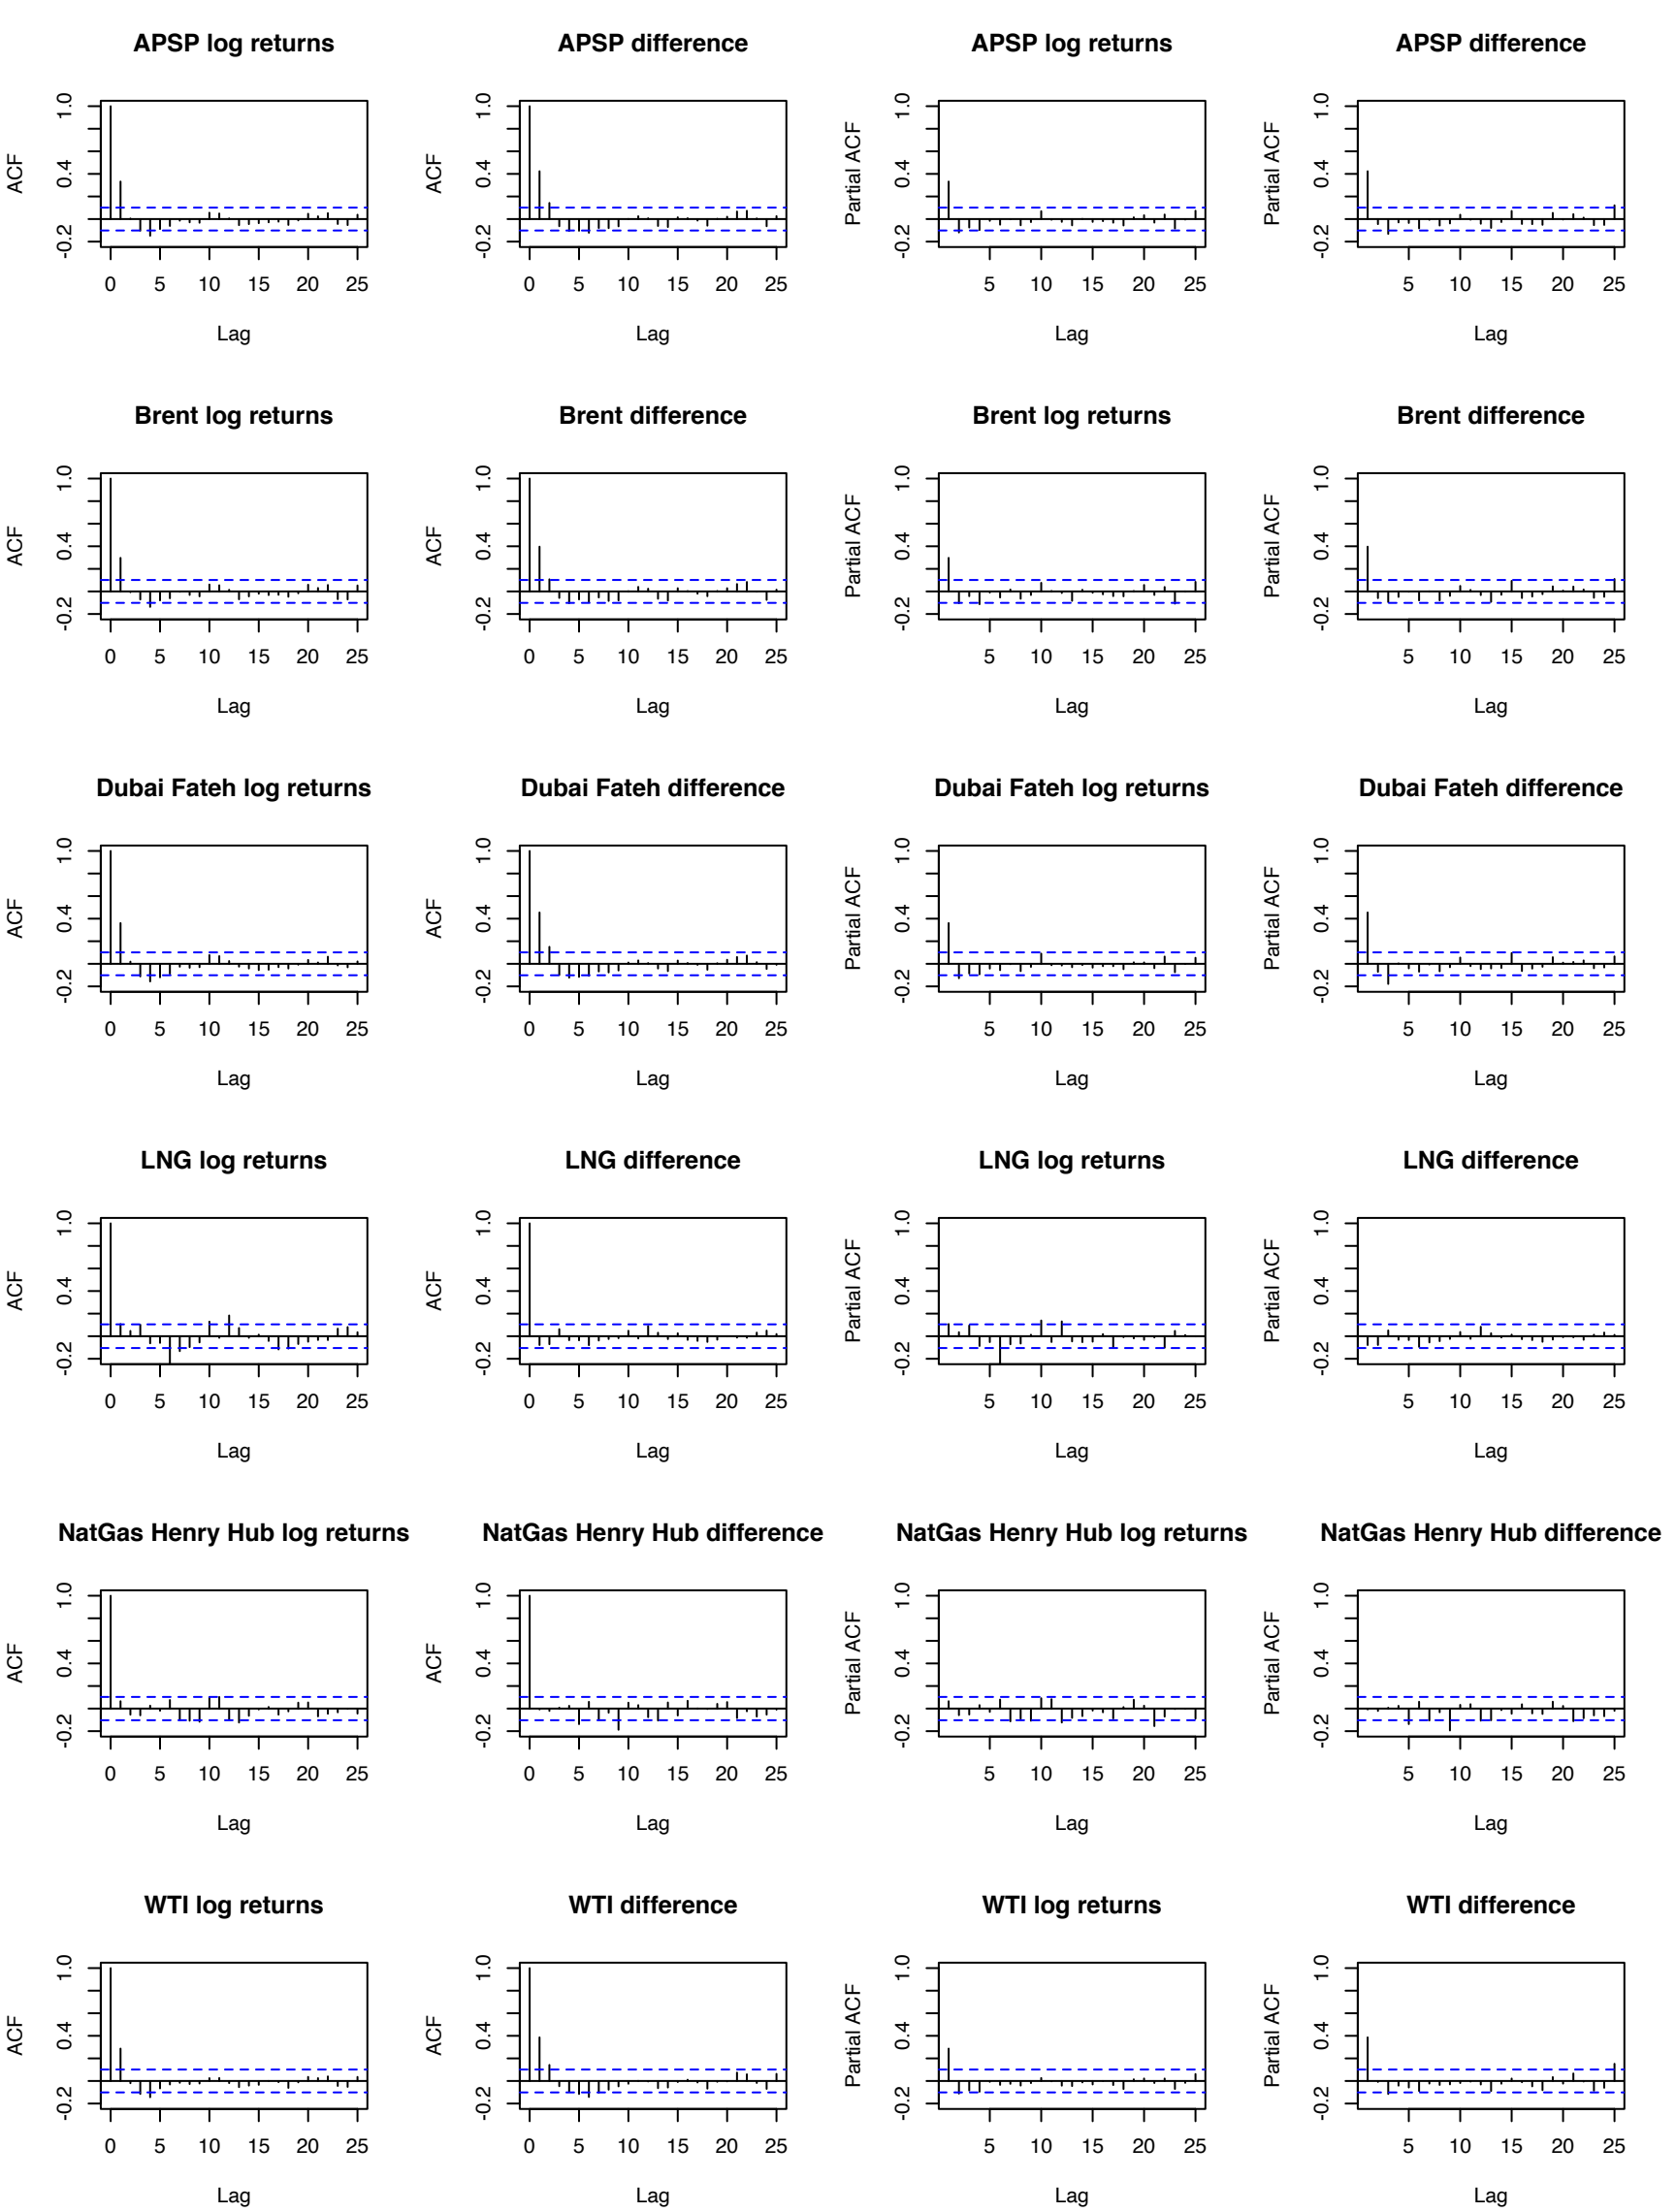 APSP log returns
APSP difference
APSP log returns
APSP difference
ACF
-0.2 0.4 1.0
0 5 10 15 20 25
Lag
ACF
-0.2 0.4 1.0
0 5 10 15 20 25
Lag
Partial ACF
-0.2 0.4 1.0
5 10 15 20 25
Lag
Partial ACF
-0.2 0.4 1.0
5 10 15 20 25
Lag
Brent log returns
Brent difference
Brent log returns
Brent difference
ACF
-0.2 0.4 1.0
0 5 10 15 20 25
Lag
ACF
-0.2 0.4 1.0
0 5 10 15 20 25
Lag
Partial ACF
-0.2 0.4 1.0
5 10 15 20 25
Lag
Partial ACF
-0.2 0.4 1.0
5 10 15 20 25
Lag
Dubai Fateh log returns
Dubai Fateh difference
Dubai Fateh log returns
Dubai Fateh difference
ACF
-0.2 0.4 1.0
0 5 10 15 20 25
Lag
ACF
-0.2 0.4 1.0
0 5 10 15 20 25
Lag
Partial ACF
-0.2 0.4 1.0
5 10 15 20 25
Lag
Partial ACF
-0.2 0.4 1.0
5 10 15 20 25
Lag
LNG log returns
LNG difference
LNG log returns
LNG difference
ACF
-0.2 0.4 1.0
0 5 10 15 20 25
Lag
ACF
-0.2 0.4 1.0
0 5 10 15 20 25
Lag
Partial ACF
-0.2 0.4 1.0
5 10 15 20 25
Lag
Partial ACF
-0.2 0.4 1.0
5 10 15 20 25
Lag
NatGas Henry Hub log returns
NatGas Henry Hub difference
NatGas Henry Hub log returns
NatGas Henry Hub difference
ACF
-0.2 0.4 1.0
0 5 10 15 20 25
Lag
ACF
-0.2 0.4 1.0
0 5 10 15 20 25
Lag
Partial ACF
-0.2 0.4 1.0
5 10 15 20 25
Lag
Partial ACF
-0.2 0.4 1.0
5 10 15 20 25
Lag
WTI log returns
WTI difference
WTI log returns
WTI difference
ACF
-0.2 0.4 1.0
0 5 10 15 20 25
Lag
ACF
-0.2 0.4 1.0
0 5 10 15 20 25
Lag
Partial ACF
-0.2 0.4 1.0
5 10 15 20 25
Lag
Partial ACF
-0.2 0.4 1.0
5 10 15 20 25
Lag